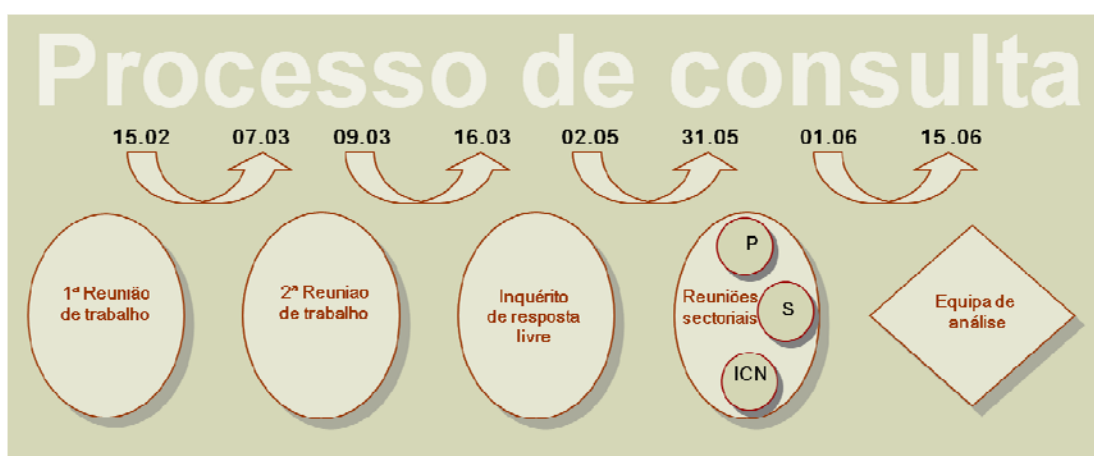 Processo de consulta
15.02 07.03 09.03 16.03 02.05 31.05 01.06 15.06
1ª Reunião
de trabalho
2ª Reuniao
de trabalho
Inquérito
de resposta
livre
Reuniões
sectoriais
P
S
ICN
Equipa de
análise